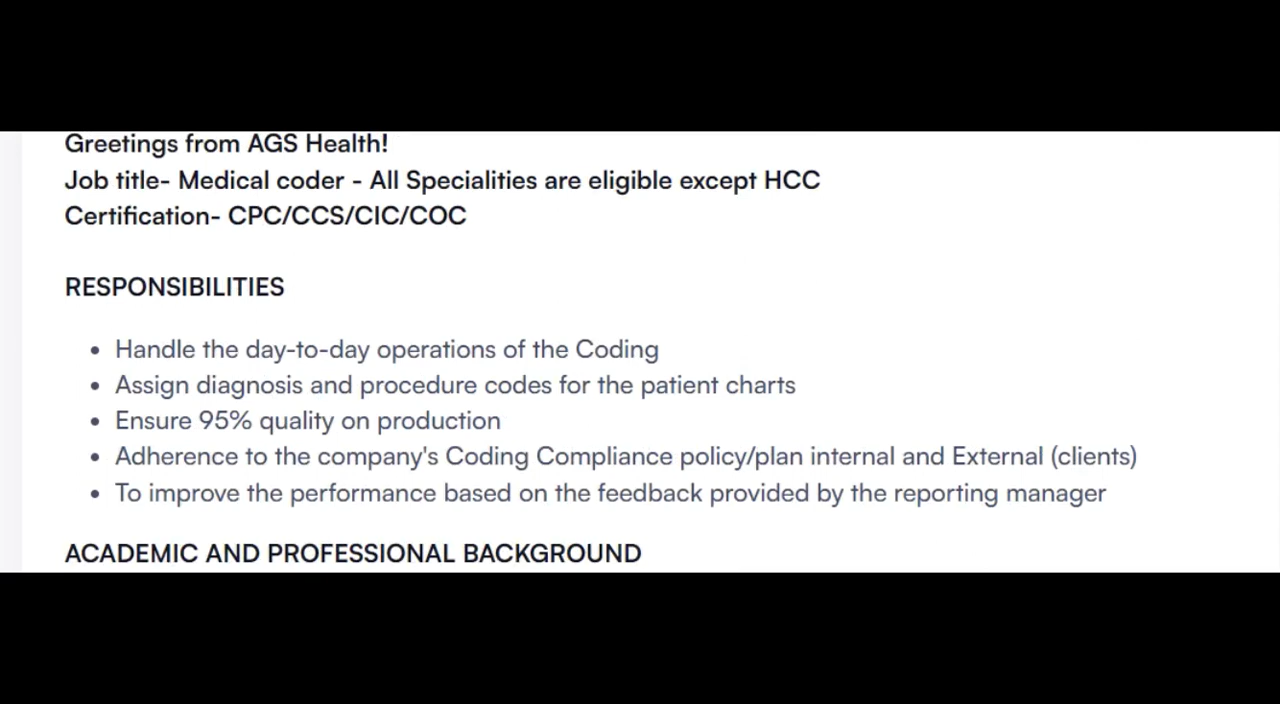 Greetings from AGS Health!
Job title- Medical coder - All Specialities are eligible except HCC
Certification- CPC/CCS/CIC/COC
RESPONSIBILITIES
• Handle the day-to-day operations of the Coding
• Assign diagnosis and procedure codes for the patient charts
• Ensure 95% quality on production
• Adherence to the company's Coding Compliance policy/plan internal and External (clients)
• To improve the performance based on the feedback provided by the reporting manager
ACADEMIC AND PROFESSIONAL BACKGROUND